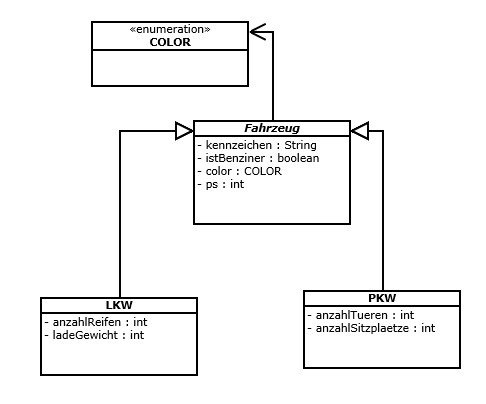 «enumeration»
COLOR
Fahrzeug
- kennzeichen : String
- istBenziner : boolean
- color : COLOR
- ps : int
LKW
- anzahlReifen : int
- ladeGewicht : int
PKW
- anzahlTueren : int
- anzahlSitzplaetze : int